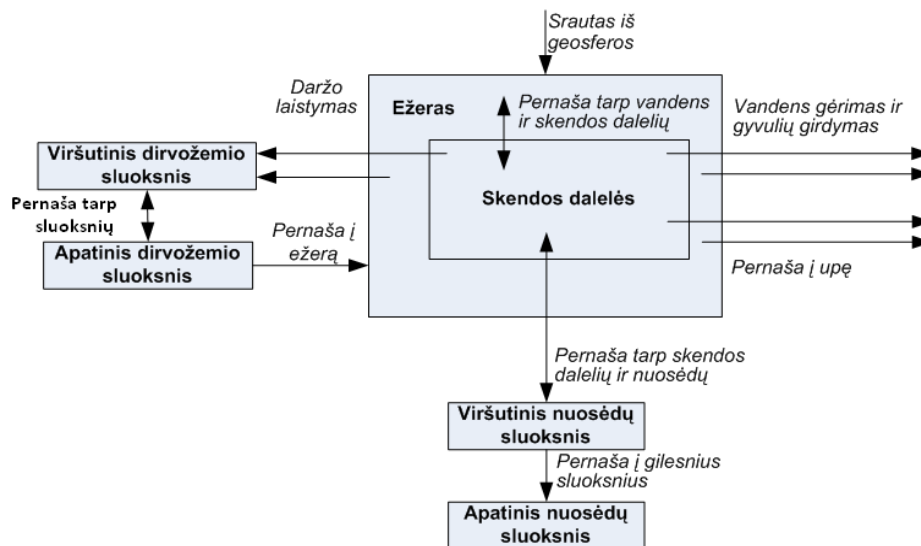 Srautas iš
geosferos
Daržo
laistymas
Ežeras
Pernaša tarp vandens
ir skendos dalelių
Vandens gėrimas ir
gyvulių girdymas
Viršutinis dirvožemio
sluoksnis
Skendos dalelės
Pernaša tarp
sluoksnių
Apatinis dirvožemio
sluoksnis
Pernaša į
ežerą
Pernaša į upę
Pernaša tarp skendos
dalelių ir nuosėdų
Viršutinis nuosėdų
sluoksnis
Pernaša į gilesnius
sluoksnius
Apatinis nuosėdų
sluoksnis